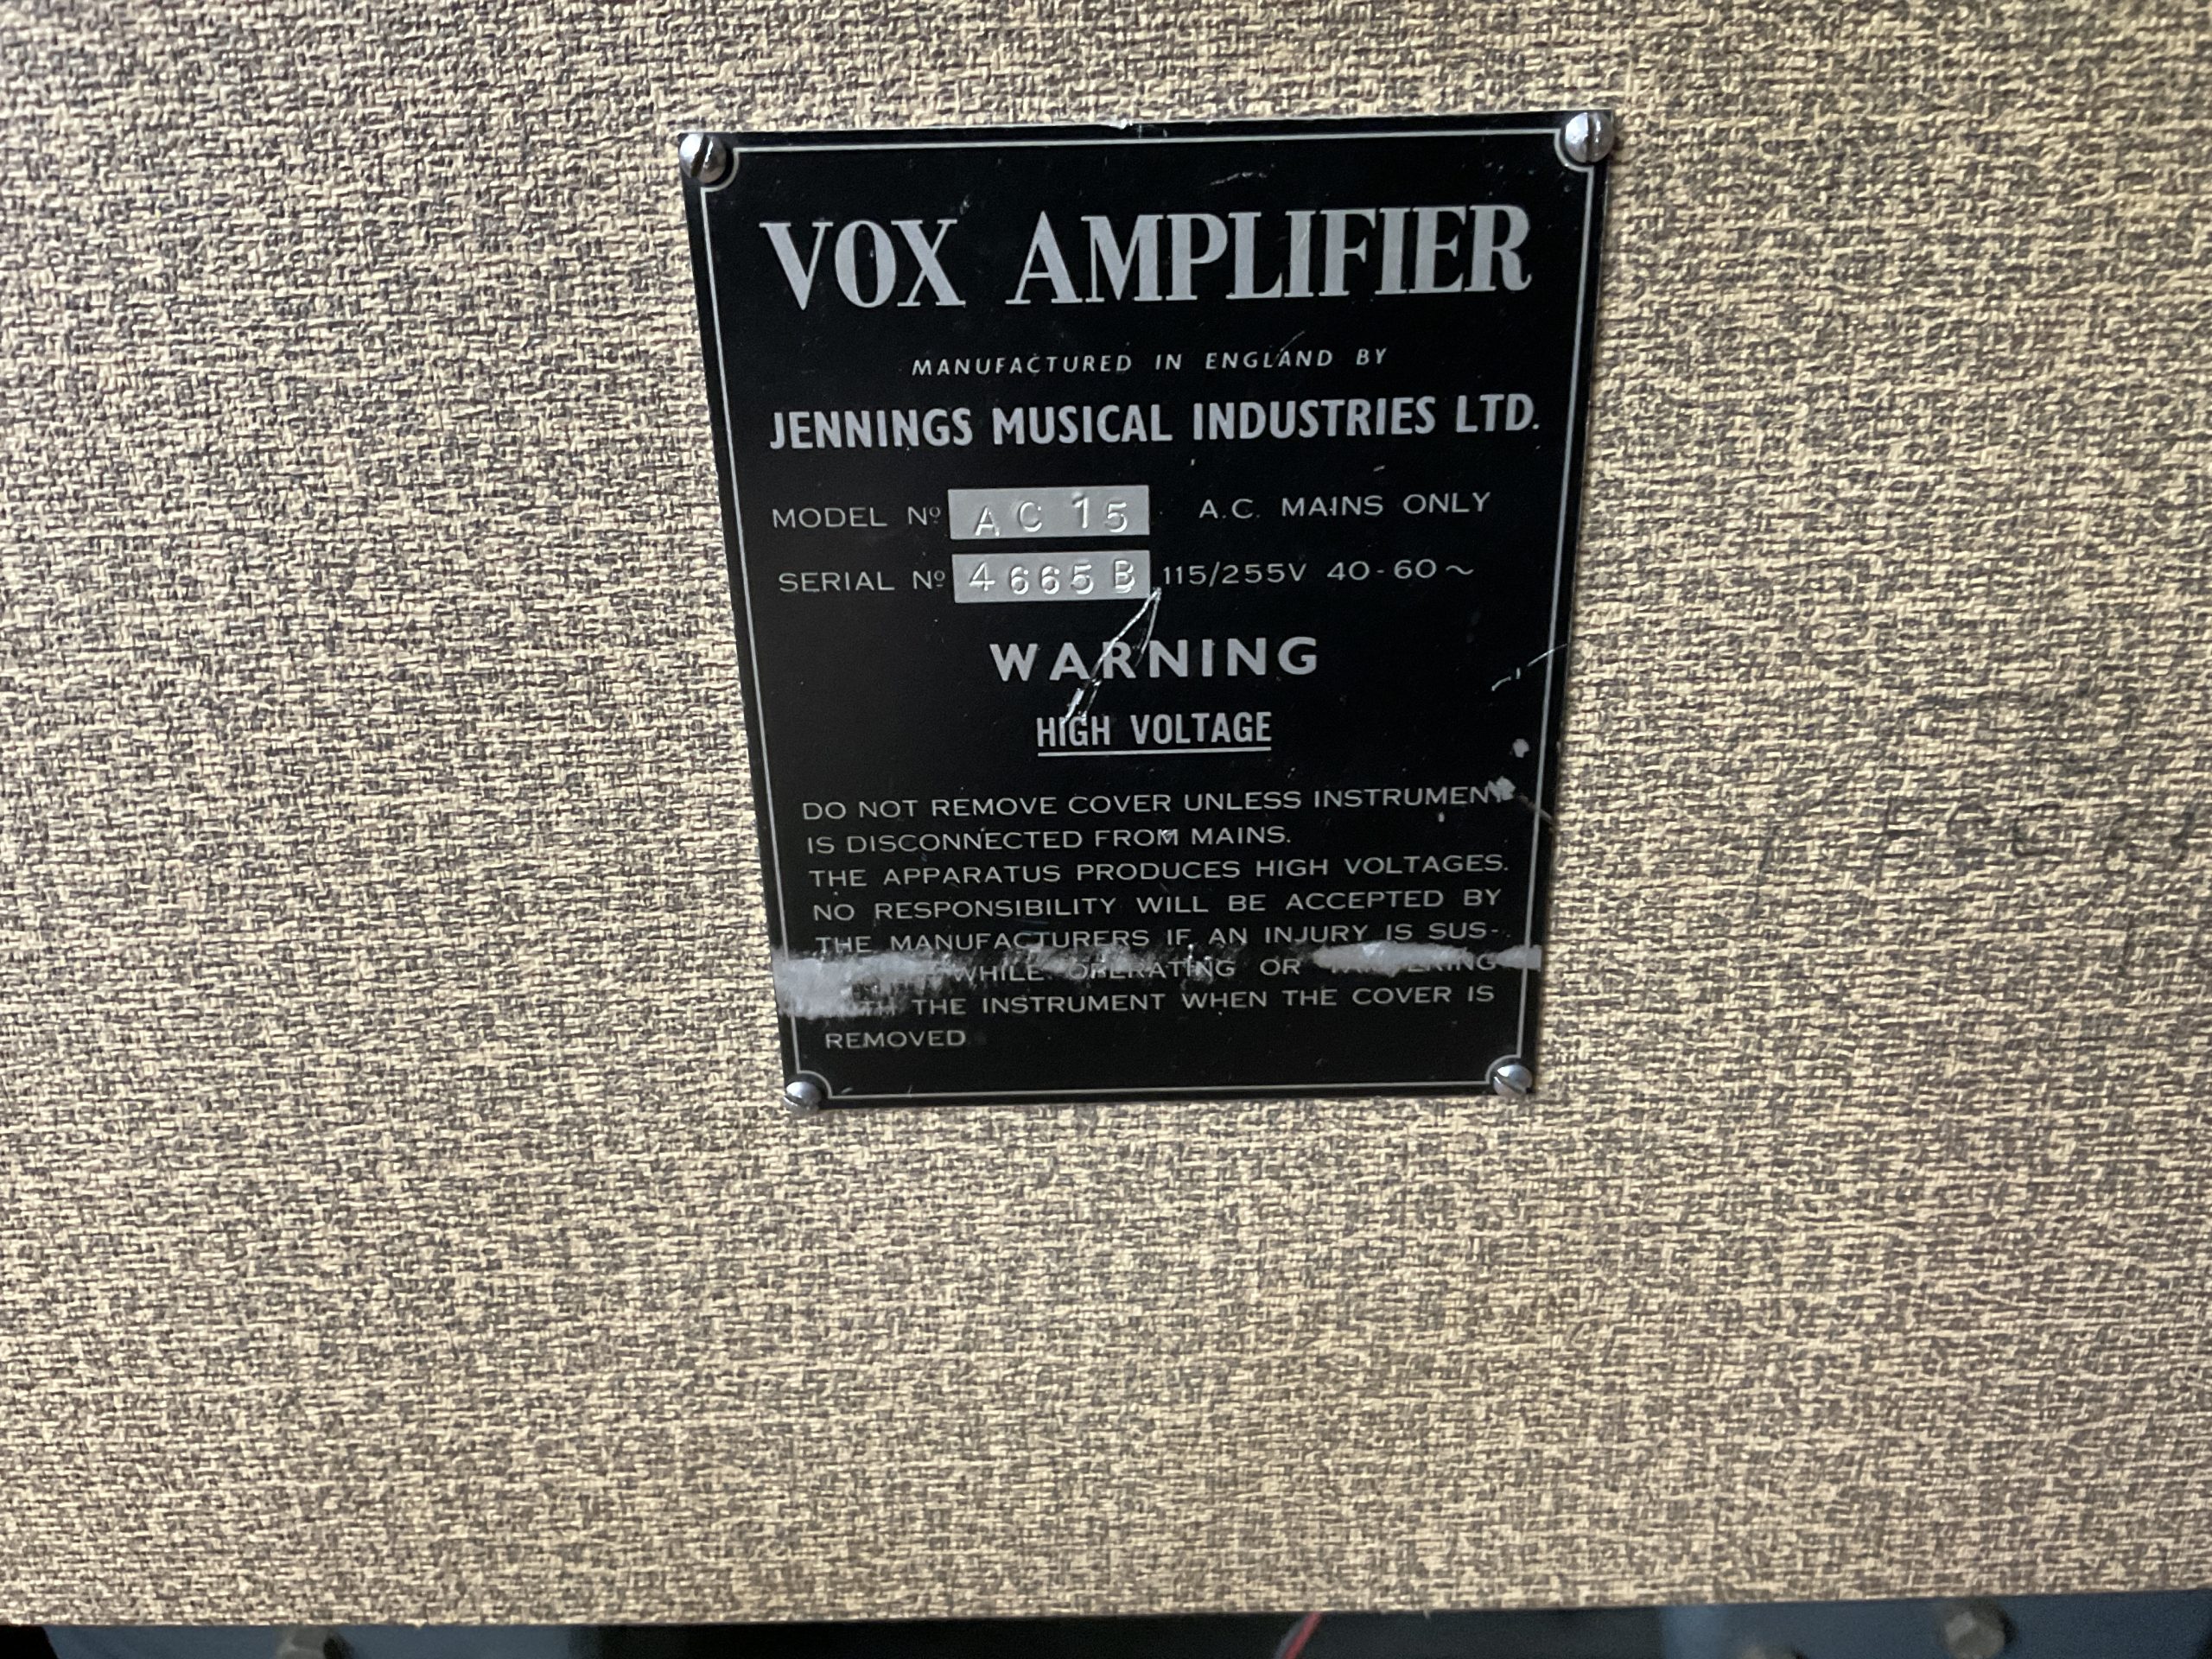 VOX AMPLIFIER
MANUFACTURED IN ENGLAND BY
JENNINGS MUSICAL INDUSTRIES LTD.
MODEL Nº AC 15 A.C. MAINS ONLY
SERIAL Nº 4665B 115/255V 40-60~
WARNING
HIGH VOLTAGE
DO NOT REMOVE COVER UNLESS INSTRUMENT
IS DISCONNECTED FROM MAINS.
THE APPARATUS PRODUCES HIGH VOLTAGES.
NO RESPONSIBILITY WILL BE ACCEPTED BY
THE MANUFACTURERS IF AN INJURY IS SUS-
WHILE OPERATING OR TAMPERING
WITH THE INSTRUMENT WHEN THE COVER IS
REMOVED